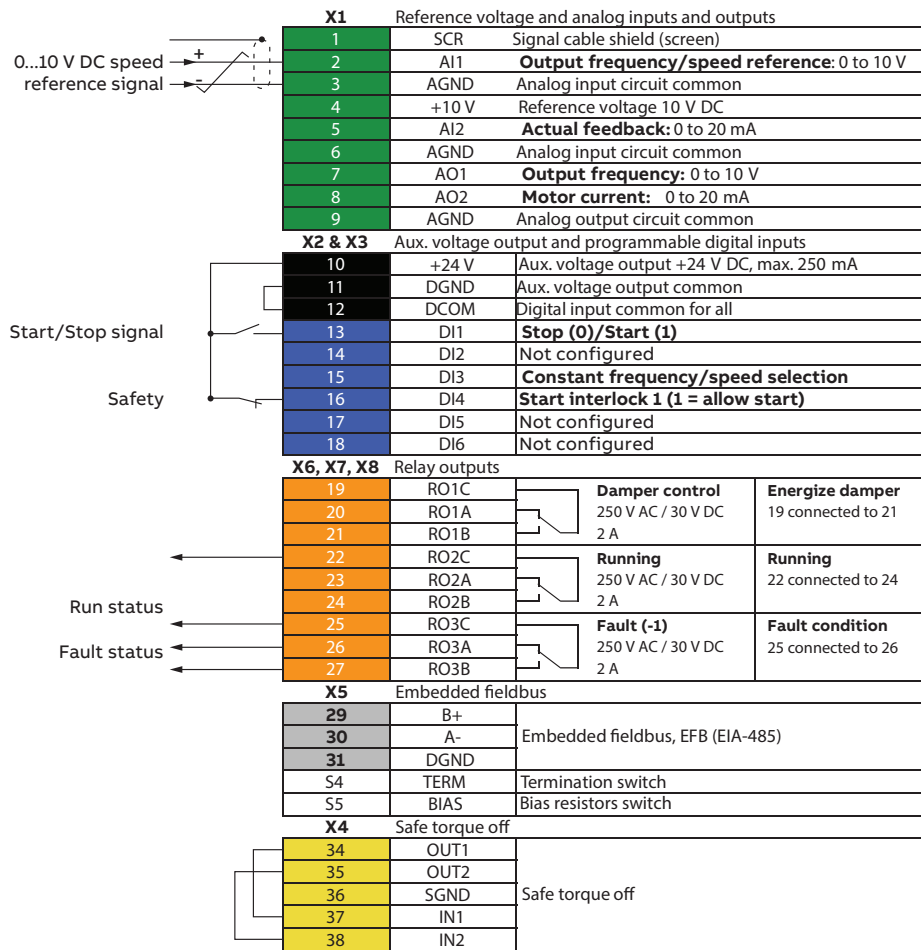 X1 Reference voltage and analog inputs and outputs
1 SCR Signal cable shield (screen)
0...10 V DC speed + 2 AI1 Output frequency/speed reference: 0 to 10 V
reference signal - 3 AGND Analog input circuit common
4 +10 V Reference voltage 10 V DC
5 AI2 Actual feedback: 0 to 20 mA
6 AGND Analog input circuit common
7 AO1 Output frequency: 0 to 10 V
8 AO2 Motor current: 0 to 20 mA
9 AGND Analog output circuit common
X2 & X3 Aux. voltage output and programmable digital inputs
10 +24 V Aux. voltage output +24 V DC, max. 250 mA
11 DGND Aux. voltage output common
12 DCOM Digital input common for all
Start/Stop signal 13 DI1 Stop (0)/Start (1)
14 DI2 Not configured
15 DI3 Constant frequency/speed selection
Safety 16 DI4 Start interlock 1 (1 = allow start)
17 DI5 Not configured
18 DI6 Not configured
X6, X7, X8 Relay outputs
19 RO1C Damper control Energize damper
20 RO1A 250 V AC / 30 V DC 19 connected to 21
21 RO1B 2 A
22 RO2C Running Running
23 RO2A 250 V AC / 30 V DC 22 connected to 24
Run status 24 RO2B 2 A
25 RO3C Fault (-1) Fault condition
Fault status 26 RO3A 250 V AC / 30 V DC 25 connected to 26
27 RO3B 2 A
X5 Embedded fieldbus
29 B+
30 A- Embedded fieldbus, EFB (EIA-485)
31 DGND
S4 TERM Termination switch
S5 BIAS Bias resistors switch
X4 Safe torque off
34 OUT1
35 OUT2
36 SGND Safe torque off
37 IN1
38 IN2